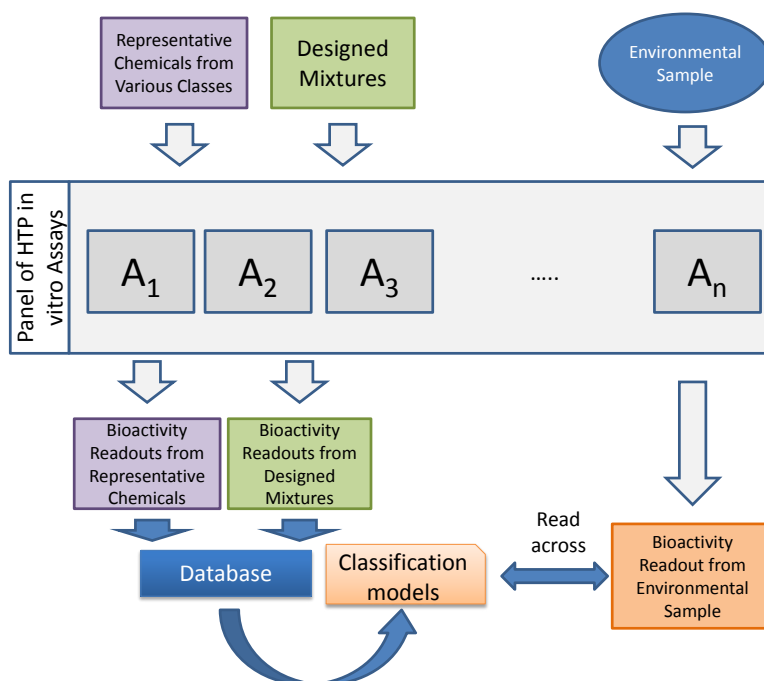 Representative
Chemicals from
Various Classes
Designed
Mixtures
Environmental
Sample
Panel of HTP in
vitro Assays
A1
A2
A3
.....
An
Bioactivity
Readouts from
Representative
Chemicals
Bioactivity
Readouts from
Designed
Mixtures
Database
Classification
models
Read
across
Bioactivity
Readout from
Environmental
Sample